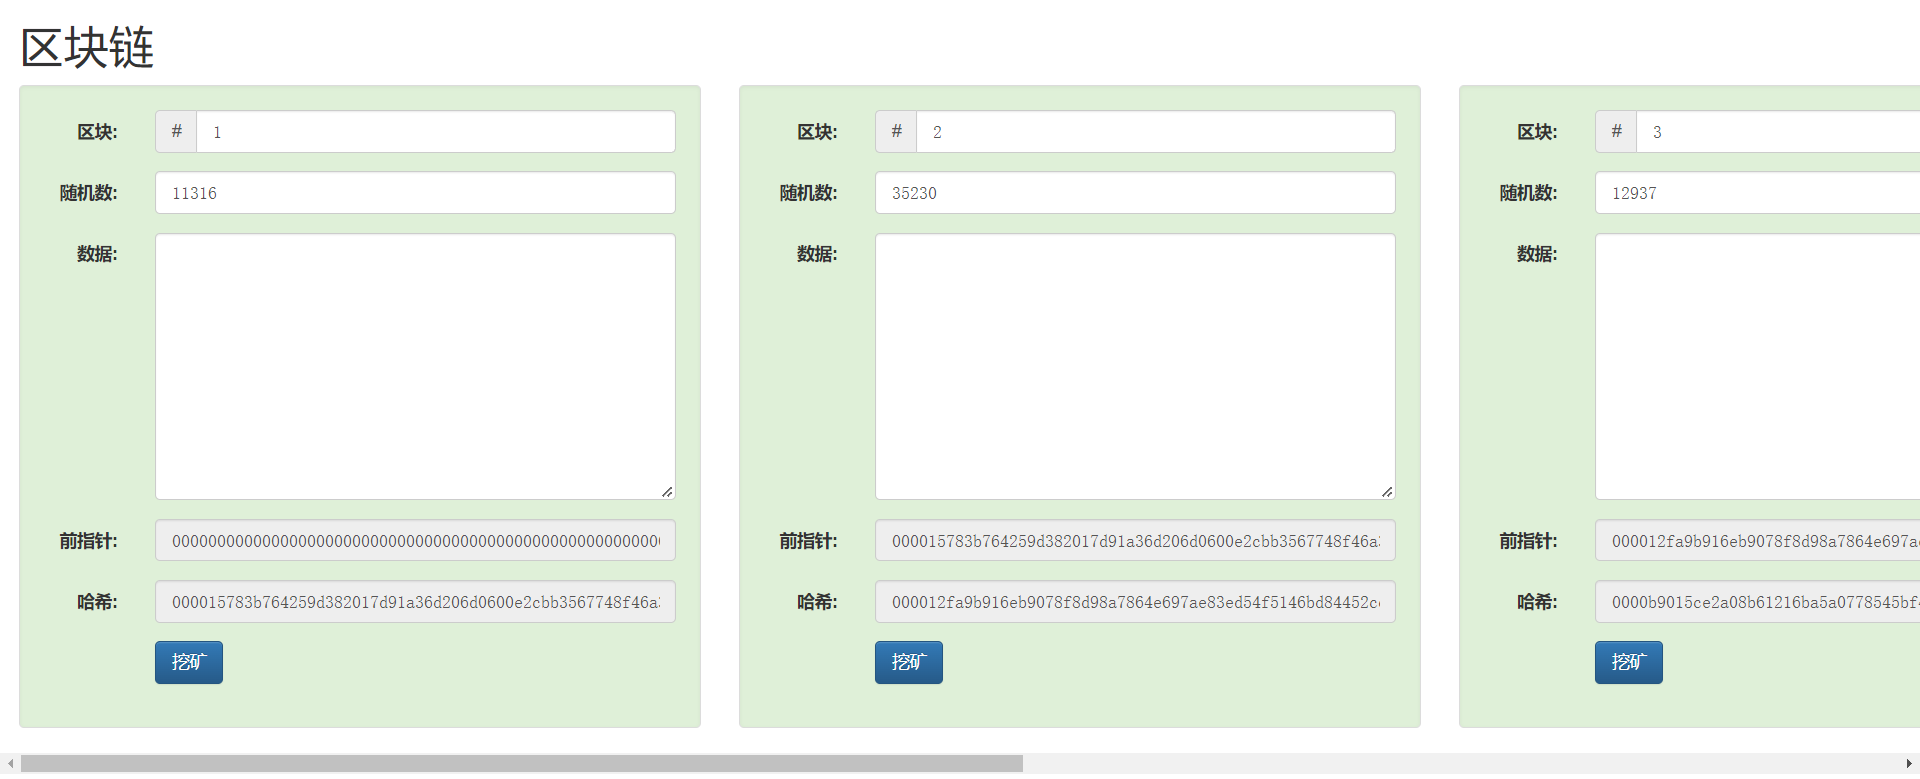 区块链
区块: # 1
随机数: 11316
数据:
前指针: 000000000000000000000000000000000000000000000000000000
哈希: 000015783b764259d382017d91a36d206d0600e2cbb3567748f46a
挖矿
区块: # 2
随机数: 35230
数据:
前指针: 000015783b764259d382017d91a36d206d0600e2cbb3567748f46a
哈希: 000012fa9b916eb9078f8d98a7864e697ae83ed54f5146bd84452c
挖矿
区块: # 3
随机数: 12937
数据:
前指针: 000012fa9b916eb9078f8d98a7864e697a
哈希: 0000b9015ce2a08b61216ba5a0778545bf
挖矿